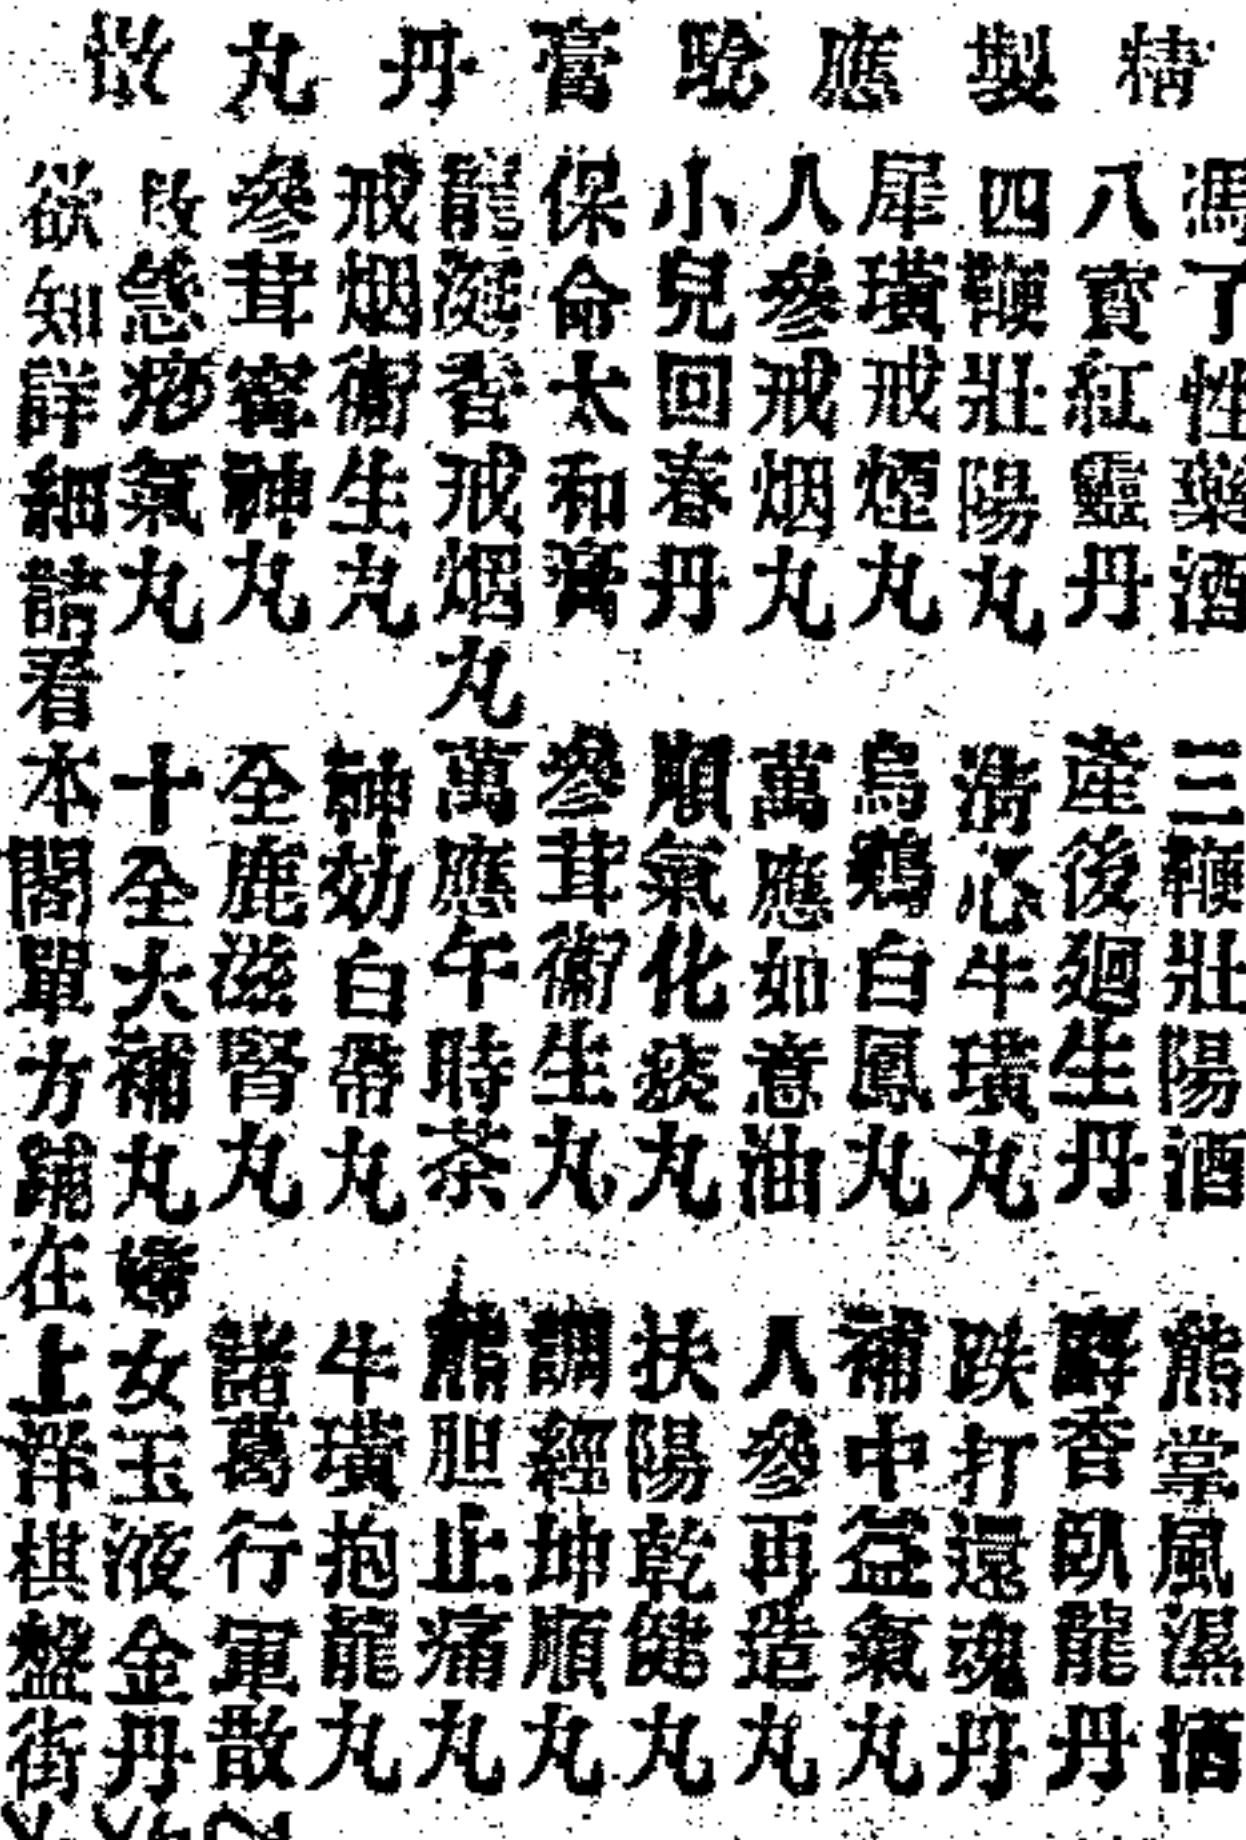 精製應驗膏丹丸散
馮了性藥酒 三鞭壯陽酒 熊掌風濕酒
八寶紅靈丹 產後廻生丹 麝香臥龍丹
四鞭壯陽丸 清心牛璜丸 跌打還魂丹
犀璜戒煙丸 烏鷄白鳳丸 補中益氣丸
人參戒烟丸 萬應如意油 人參再造丸
小兒回春丹 順氣化痰丸 扶陽乾健丸
保命太和膏 參茸衛生丸 調經坤順丸
龍涎香戒烟丸 萬應午時茶 熊胆止痛丸
戒烟衛生丸 神効白帶丸 牛璜抱龍丸
參茸寗神丸 全鹿滋腎丸 諸葛行軍散
急痧氣丸 十全大補丸 女玉液金丹
欲知詳細請看本閣單方鋪在上洋棋盤街